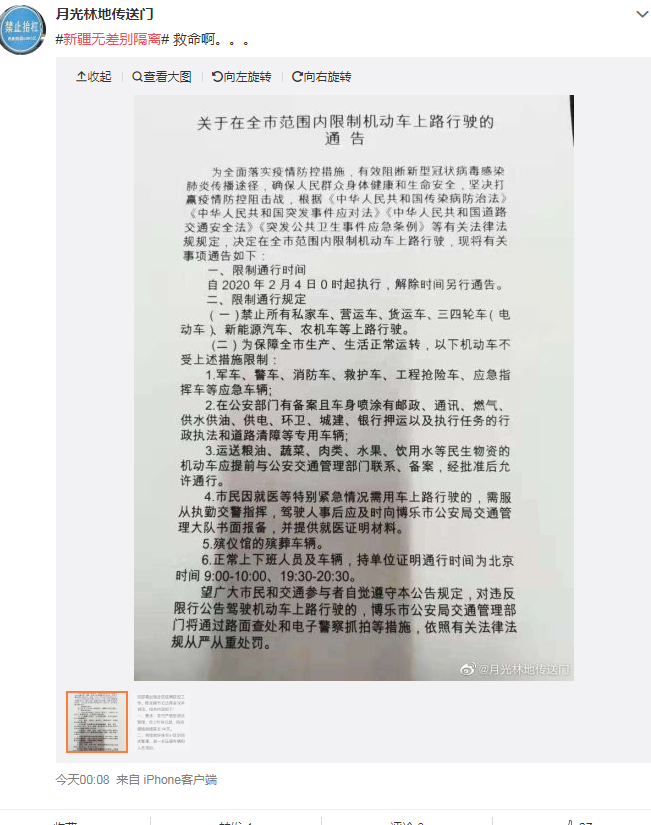 禁止抬杠
月光林地传送门
#新疆无差别隔离# 救命啊。。。
收起 查看大图 向左旋转 向右旋转
关于在全市范围内限制机动车上路行驶的
通 告
为全面落实疫情防控措施，有效阻断新型冠状病毒感染
肺炎传播途径，确保人民群众身体健康和生命安全，坚决打
赢疫情防控阻击战，根据《中华人民共和国传染病防治法》
《中华人民共和国突发事件应对法》《中华人民共和国道路
交通安全法》《突发公共卫生事件应急条例》等有关法律法
规规定，决定在全市范围内限制机动车上路行驶，现将有关
事项通告如下：
一、限制通行时间
自 2020 年 2 月 4 日 0 时起执行，解除时间另行通告。
二、限制通行规定
（一）禁止所有私家车、营运车、货运车、三四轮车（电
动车）、新能源汽车、农机车等上路行驶。
（二）为保障全市生产、生活正常运转，以下机动车不
受上述措施限制：
1.军车、警车、消防车、救护车、工程抢险车、应急指
挥车等应急车辆;
2.在公安部门有备案且车身喷涂有邮政、通讯、燃气、
供水供油、供电、环卫、城建、银行押运以及执行任务的行
政执法和道路清障等专用车辆;
3.运送粮油、蔬菜、肉类、水果、饮用水等民生物资的
机动车应提前与公安交通管理部门联系、备案，经批准后允
许通行。
4.市民因就医等特别紧急情况需用车上路行驶的，需服
从执勤交警指挥，驾驶人事后应及时向博乐市公安局交通管
理大队书面报备，并提供就医证明材料。
5.殡仪馆的殡葬车辆。
6.正常上下班人员及车辆，持单位证明通行时间为北京
时间 9:00-10:00、19:30-20:30。
望广大市民和交通参与者自觉遵守本公告规定，对违反
限行公告驾驶机动车上路行驶的，博乐市公安局交通管理部
门将通过路面查处和电子警察抓拍等措施，依照有关法律法
规从严从重处罚。
@月光林地传送门
今天00:08 来自 iPhone客户端